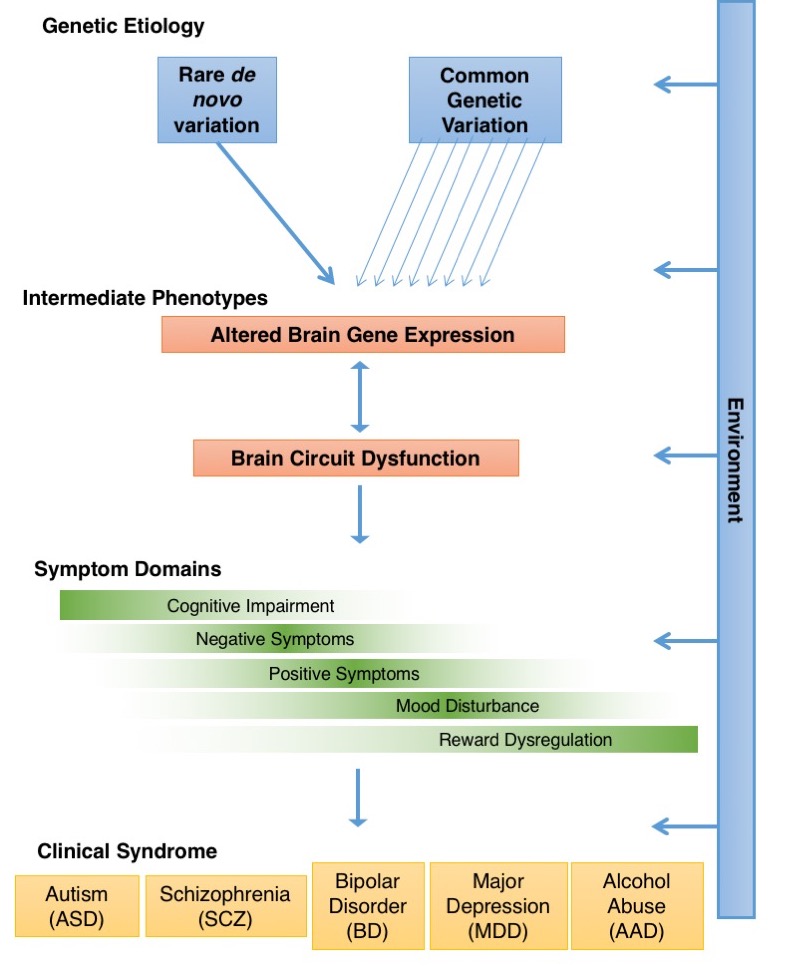 Genetic Etiology
Rare de
novo
variation
Common
Genetic
Variation
Intermediate Phenotypes
Altered Brain Gene Expression
Brain Circuit Dysfunction
Environment
Symptom Domains
Cognitive Impairment
Negative Symptoms
Positive Symptoms
Mood Disturbance
Reward Dysregulation
Clinical Syndrome
Autism
(ASD)
Schizophrenia
(SCZ)
Bipolar
Disorder
(BD)
Major
Depression
(MDD)
Alcohol
Abuse
(AAD)